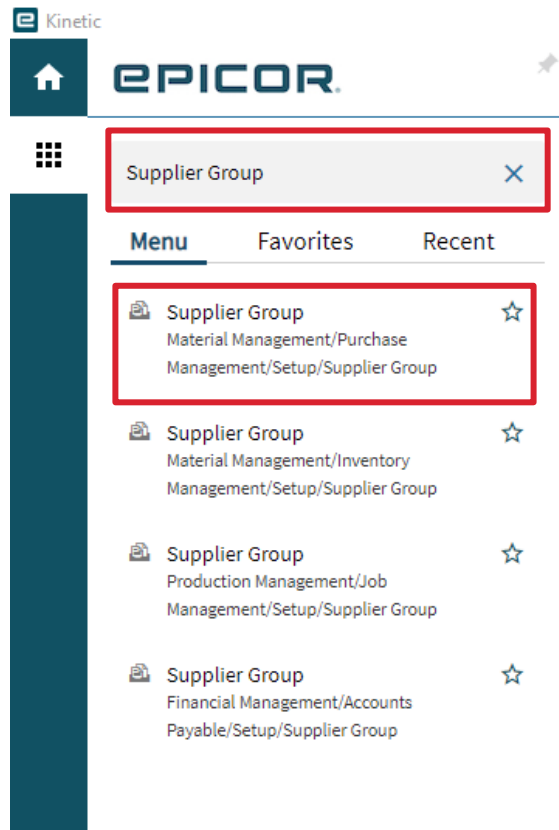 Kinetic
EPICOR.
Supplier Group
Menu Favorites Recent
Supplier Group
Material Management/Purchase
Management/Setup/Supplier Group
Supplier Group
Material Management/Inventory
Management/Setup/Supplier Group
Supplier Group
Production Management/Job
Management/Setup/Supplier Group
Supplier Group
Financial Management/Accounts
Payable/Setup/Supplier Group